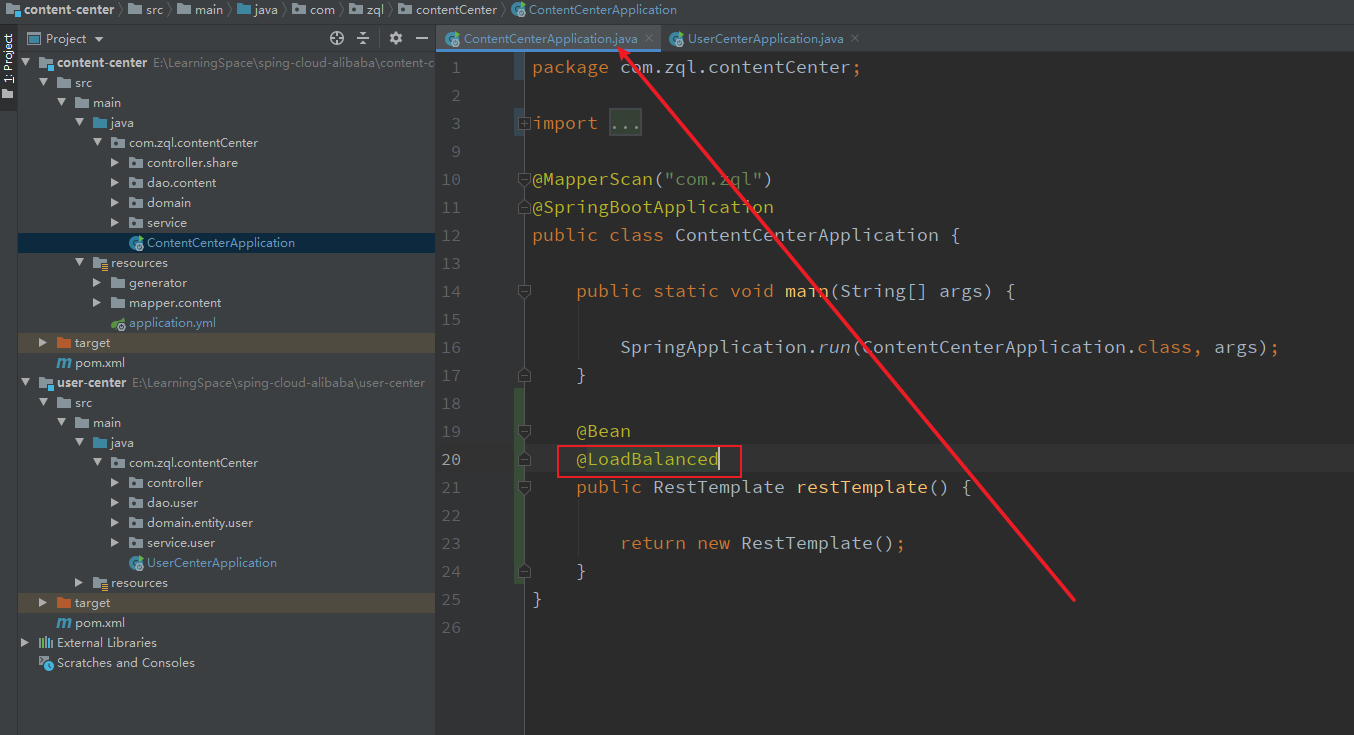 content-center src main java com zql contentCenter ContentCenterApplication
1: Project
Project
content-center E:\LearningSpace\sping-cloud-alibaba\content-c
src
main
java
com.zql.contentCenter
controller.share
dao.content
domain
service
ContentCenterApplication
resources
generator
mapper.content
application.yml
target
pom.xml
user-center E:\LearningSpace\sping-cloud-alibaba\user-center
src
main
java
com.zql.contentCenter
controller
dao.user
domain.entity.user
service.user
UserCenterApplication
resources
target
pom.xml
External Libraries
Scratches and Consoles
ContentCenterApplication.java UserCenterApplication.java
1 package com.zql.contentCenter;
2
3 import ...
9
10 @MapperScan("com.zql")
11 @SpringBootApplication
12 public class ContentCenterApplication {
13
14 public static void main(String[] args) {
15
16 SpringApplication.run(ContentCenterApplication.class, args);
17 }
18
19 @Bean
20 @LoadBalanced
21 public RestTemplate restTemplate() {
22
23 return new RestTemplate();
24 }
25 }
26